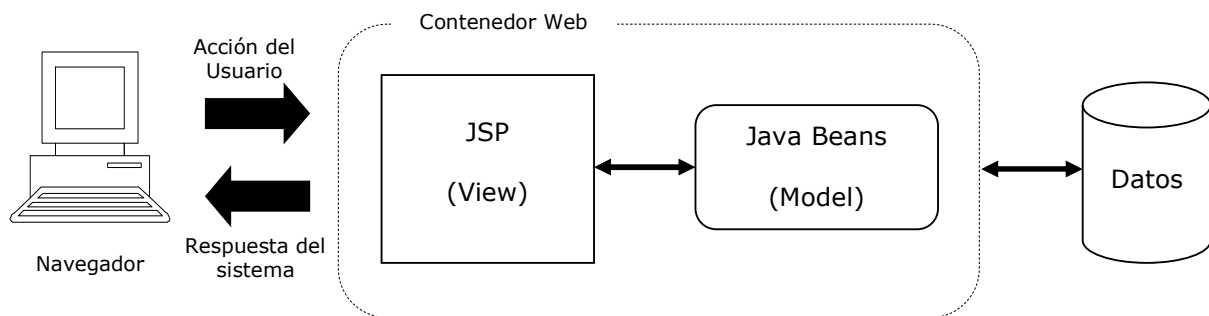 Contenedor Web
Acción del
Usuario
JSP
(View)
Java Beans
(Model)
Datos
Respuesta del
sistema
Navegador